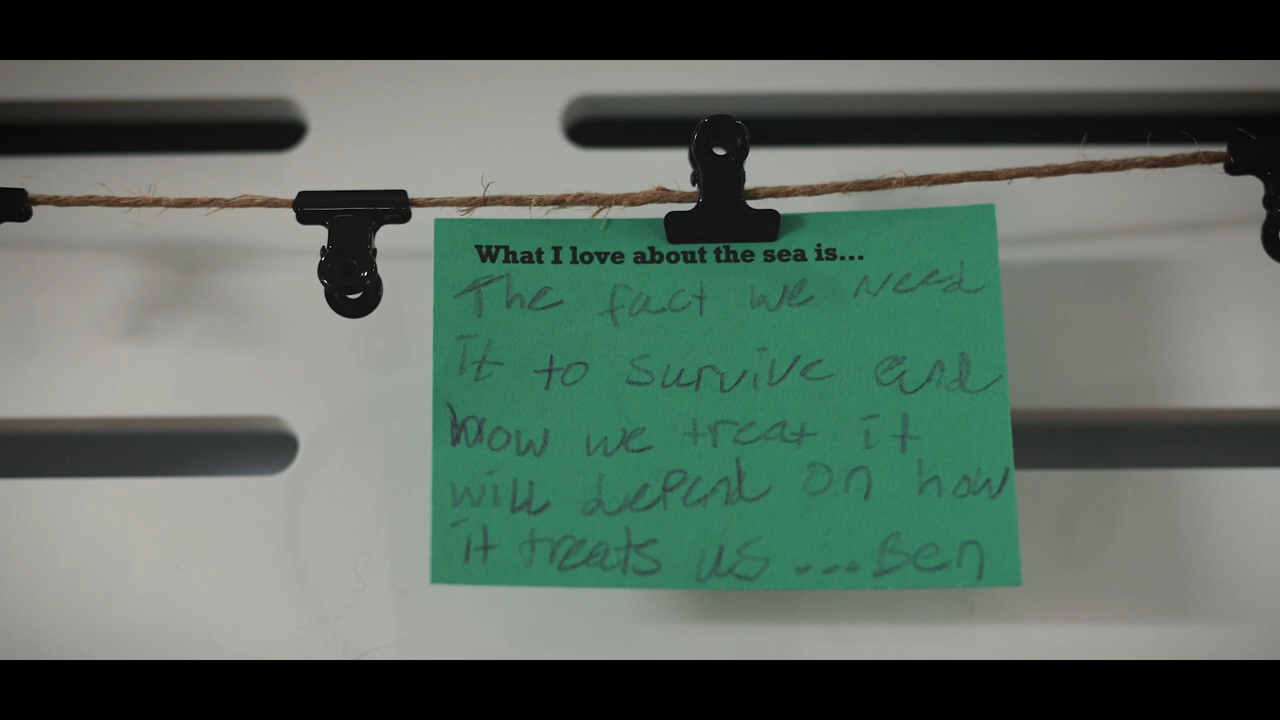 What I love about the sea is...
The fact we need
it to survive and
how we treat it
will depend on how
it treats us ... Ben